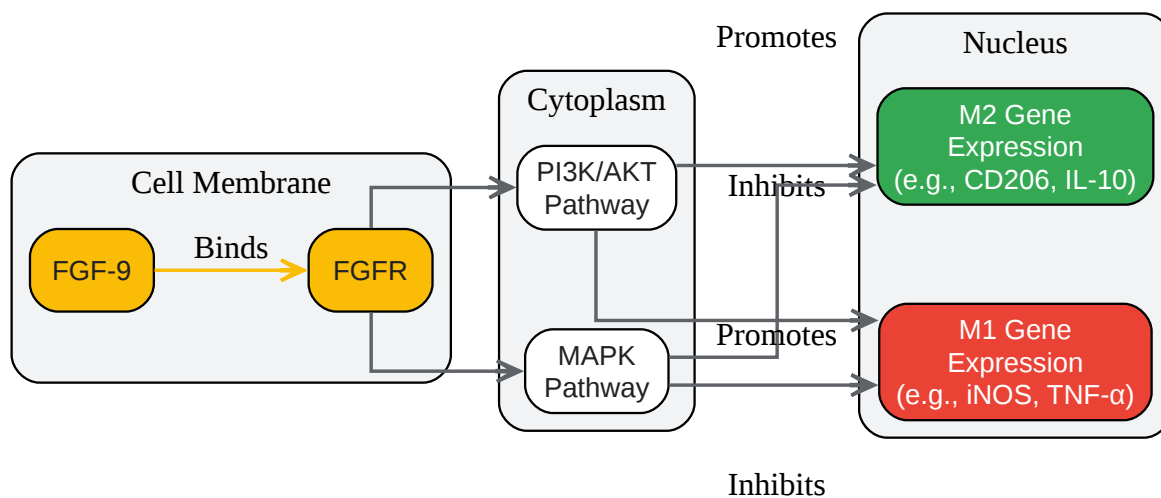 Promotes
Nucleus
Cytoplasm
M2 Gene
Expression
(e.g., CD206, IL-10)
Cell Membrane
PI3K/AKT
Pathway
Inhibits
Binds
FGF-9
FGFR
Promotes
MAPK
Pathway
M1 Gene
Expression
(e.g., iNOS, TNF-α)
Inhibits